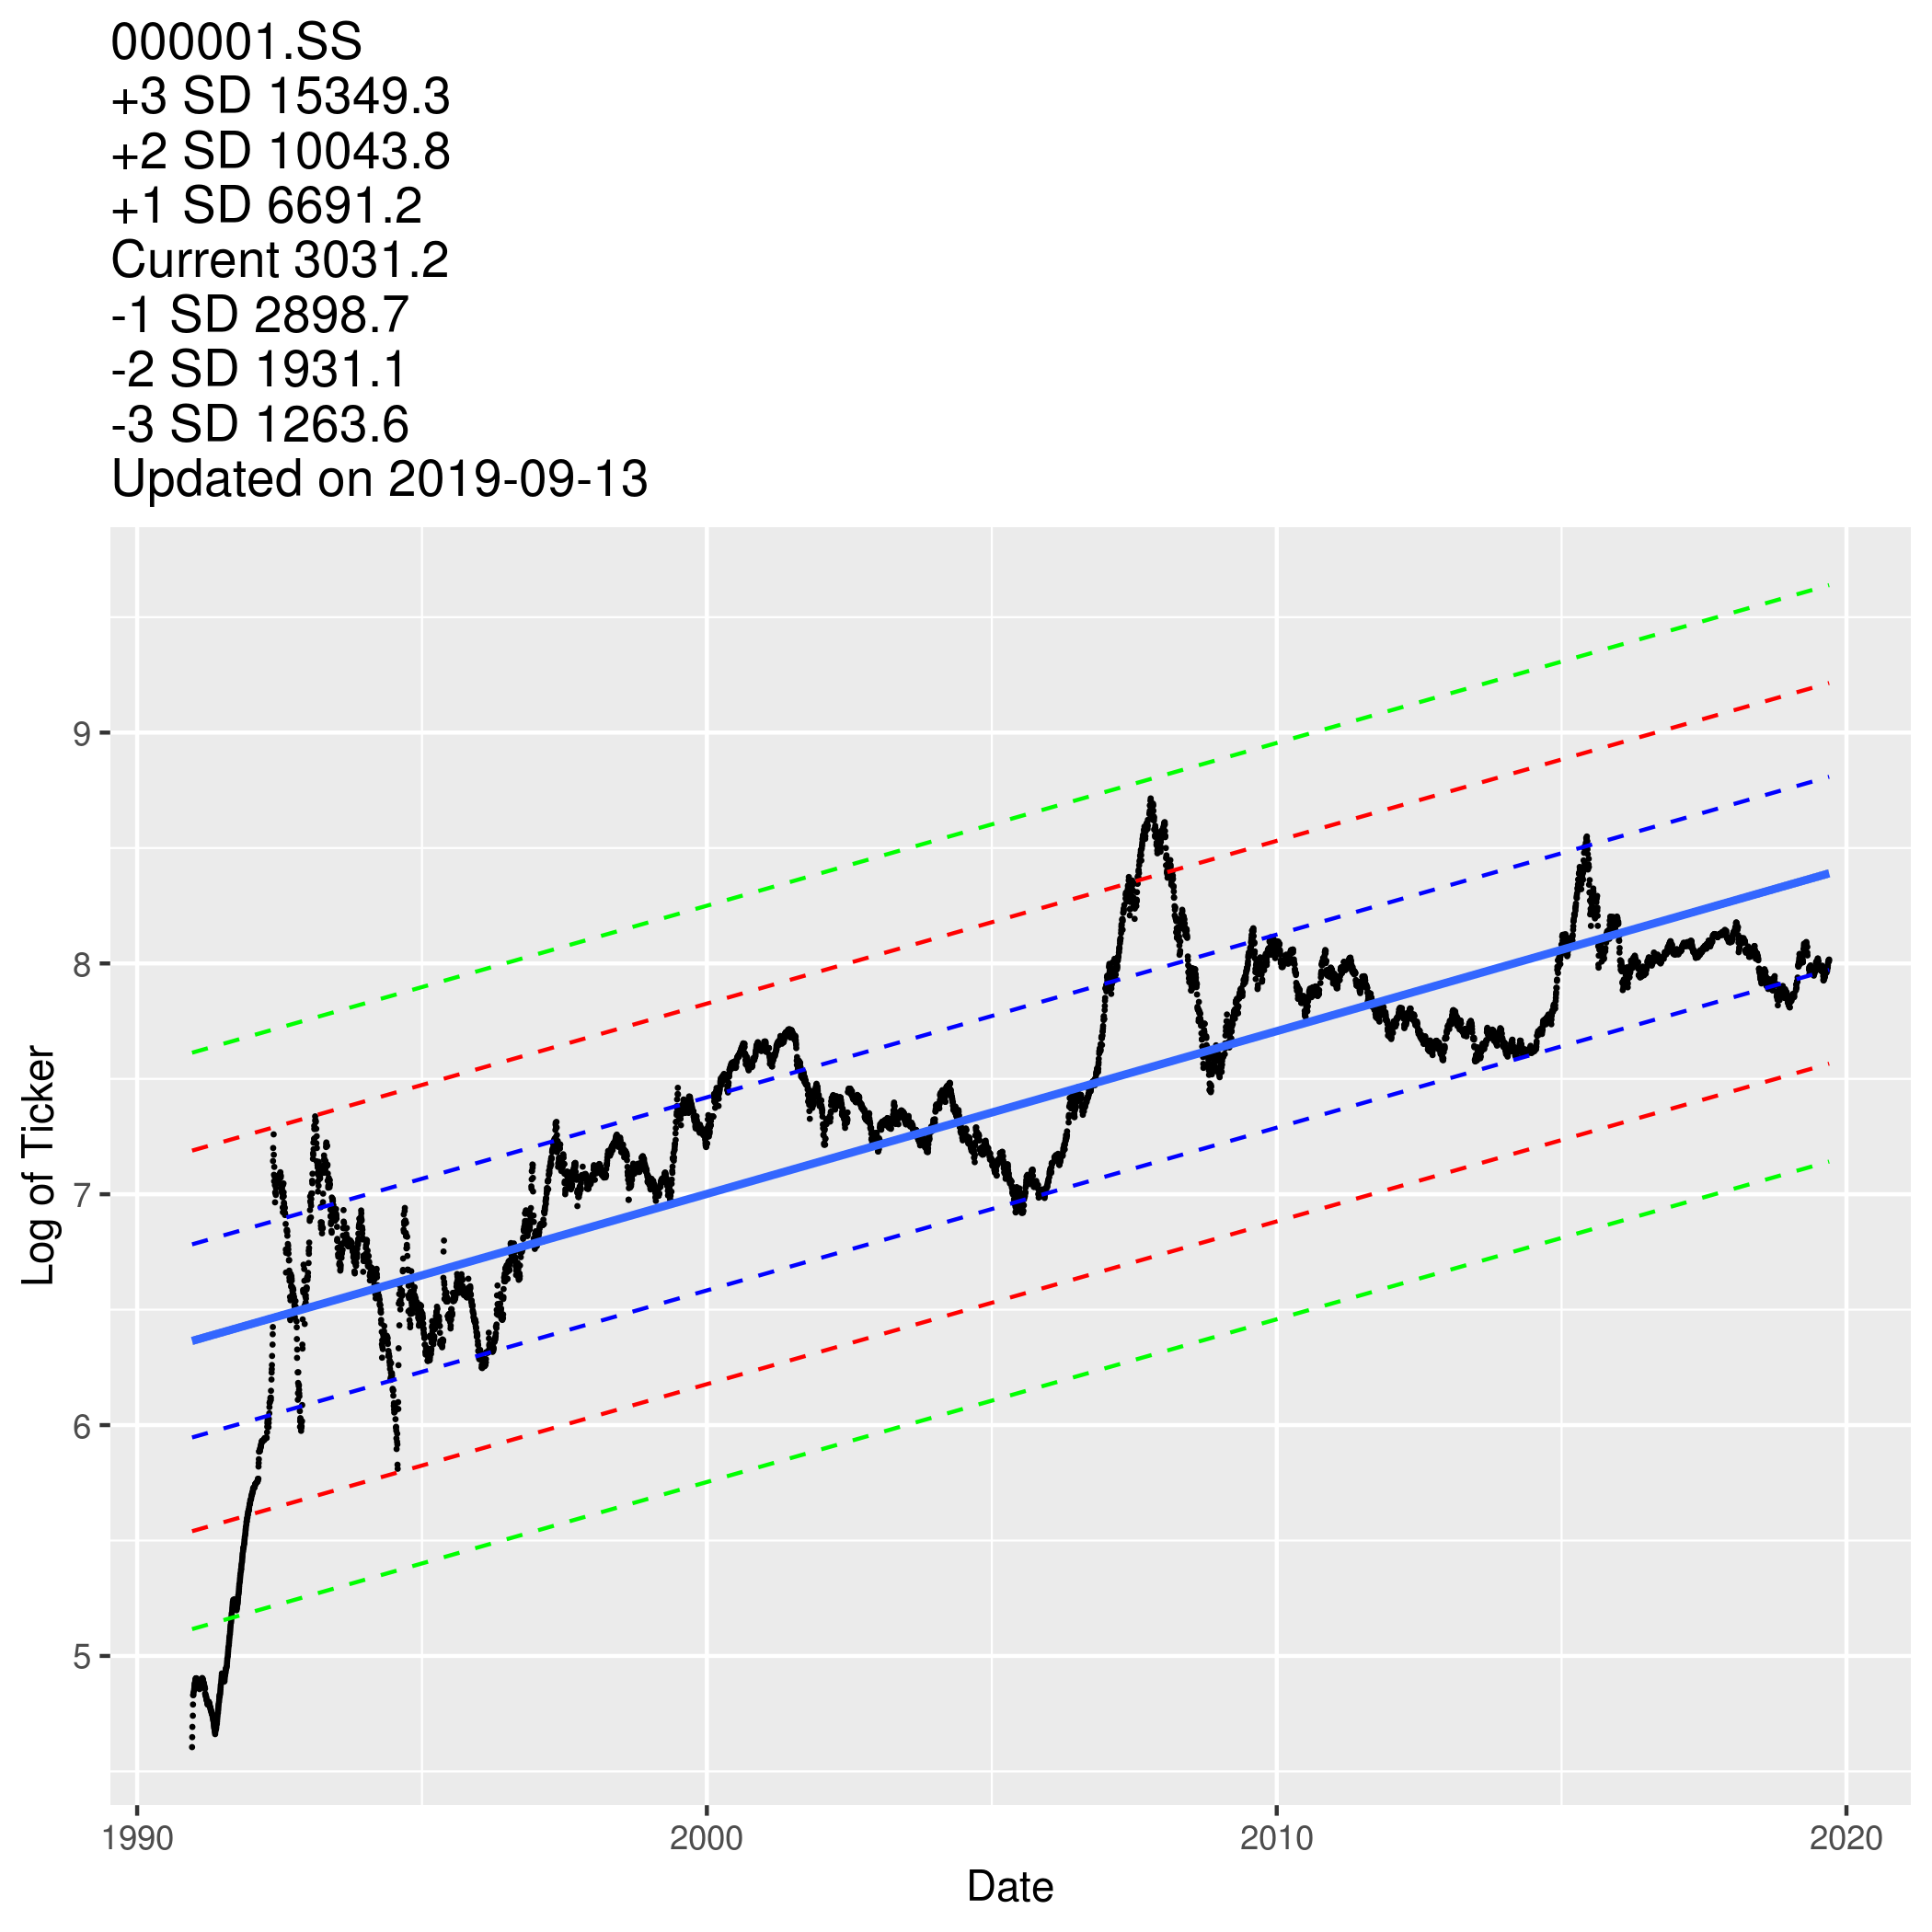 000001.SS
+3 SD 15349.3
+2 SD 10043.8
+1 SD 6691.2
Current 3031.2
-1 SD 2898.7
-2 SD 1931.1
-3 SD 1263.6
Updated on 2019-09-13
Log of Ticker
9
8
7
6
5
1990 2000 2010 2020
Date